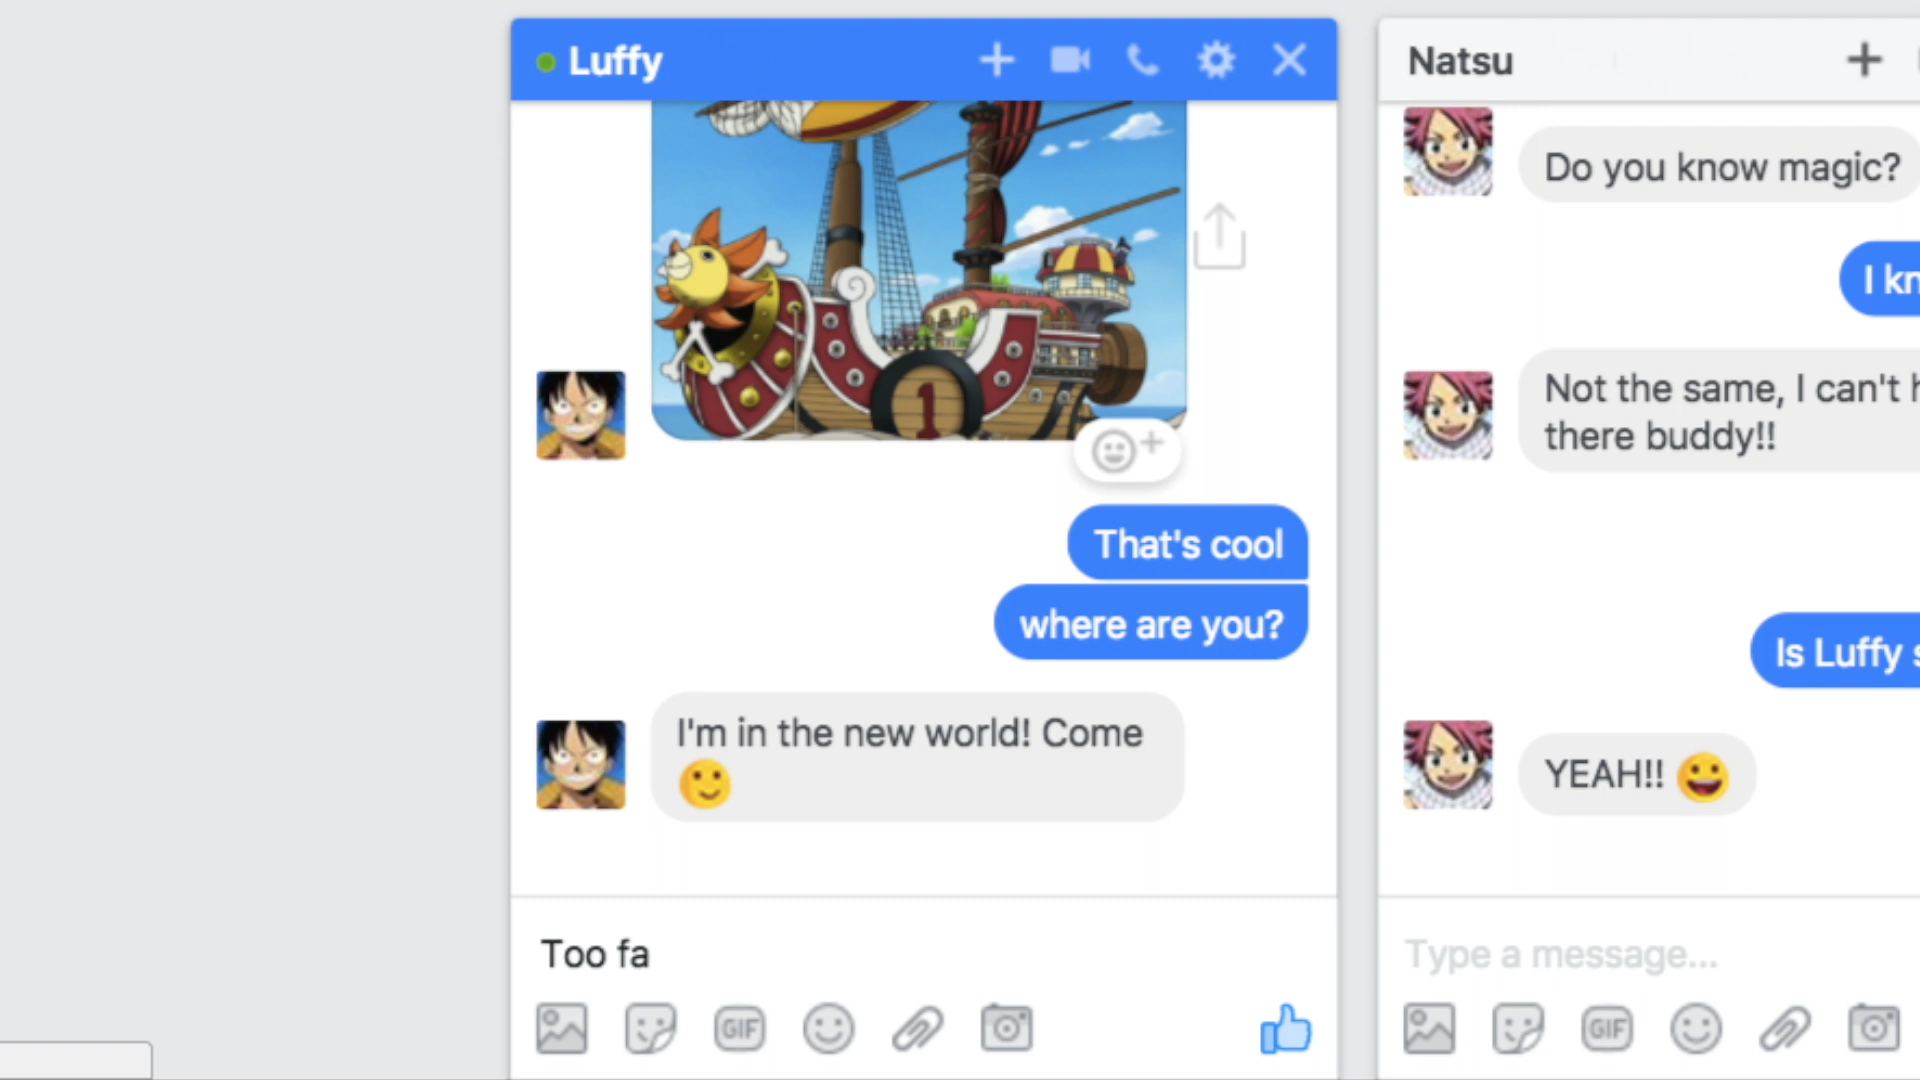 Luffy
1
That's cool
where are you?
I'm in the new world! Come
Too fa
GIF
Natsu
Do you know magic?
I kn
Not the same, I can't h
there buddy!!
Is Luffy s
YEAH!!
Type a message...
GIF